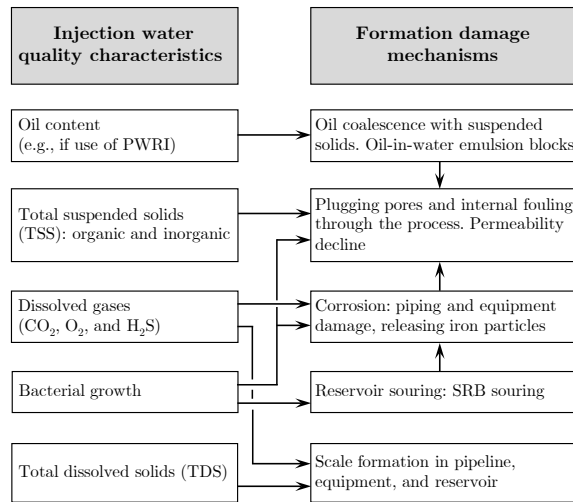 Injection water
quality characteristics
Formation damage
mechanisms
Oil content
(e.g., if use of PWRI)
Oil coalescence with suspended
solids. Oil-in-water emulsion blocks
Total suspended solids
(TSS): organic and inorganic
Plugging pores and internal fouling
through the process. Permeability
decline
Dissolved gases
(CO₂, O₂, and H₂S)
Corrosion: piping and equipment
damage, releasing iron particles
Bacterial growth
Reservoir souring: SRB souring
Total dissolved solids (TDS)
Scale formation in pipeline,
equipment, and reservoir